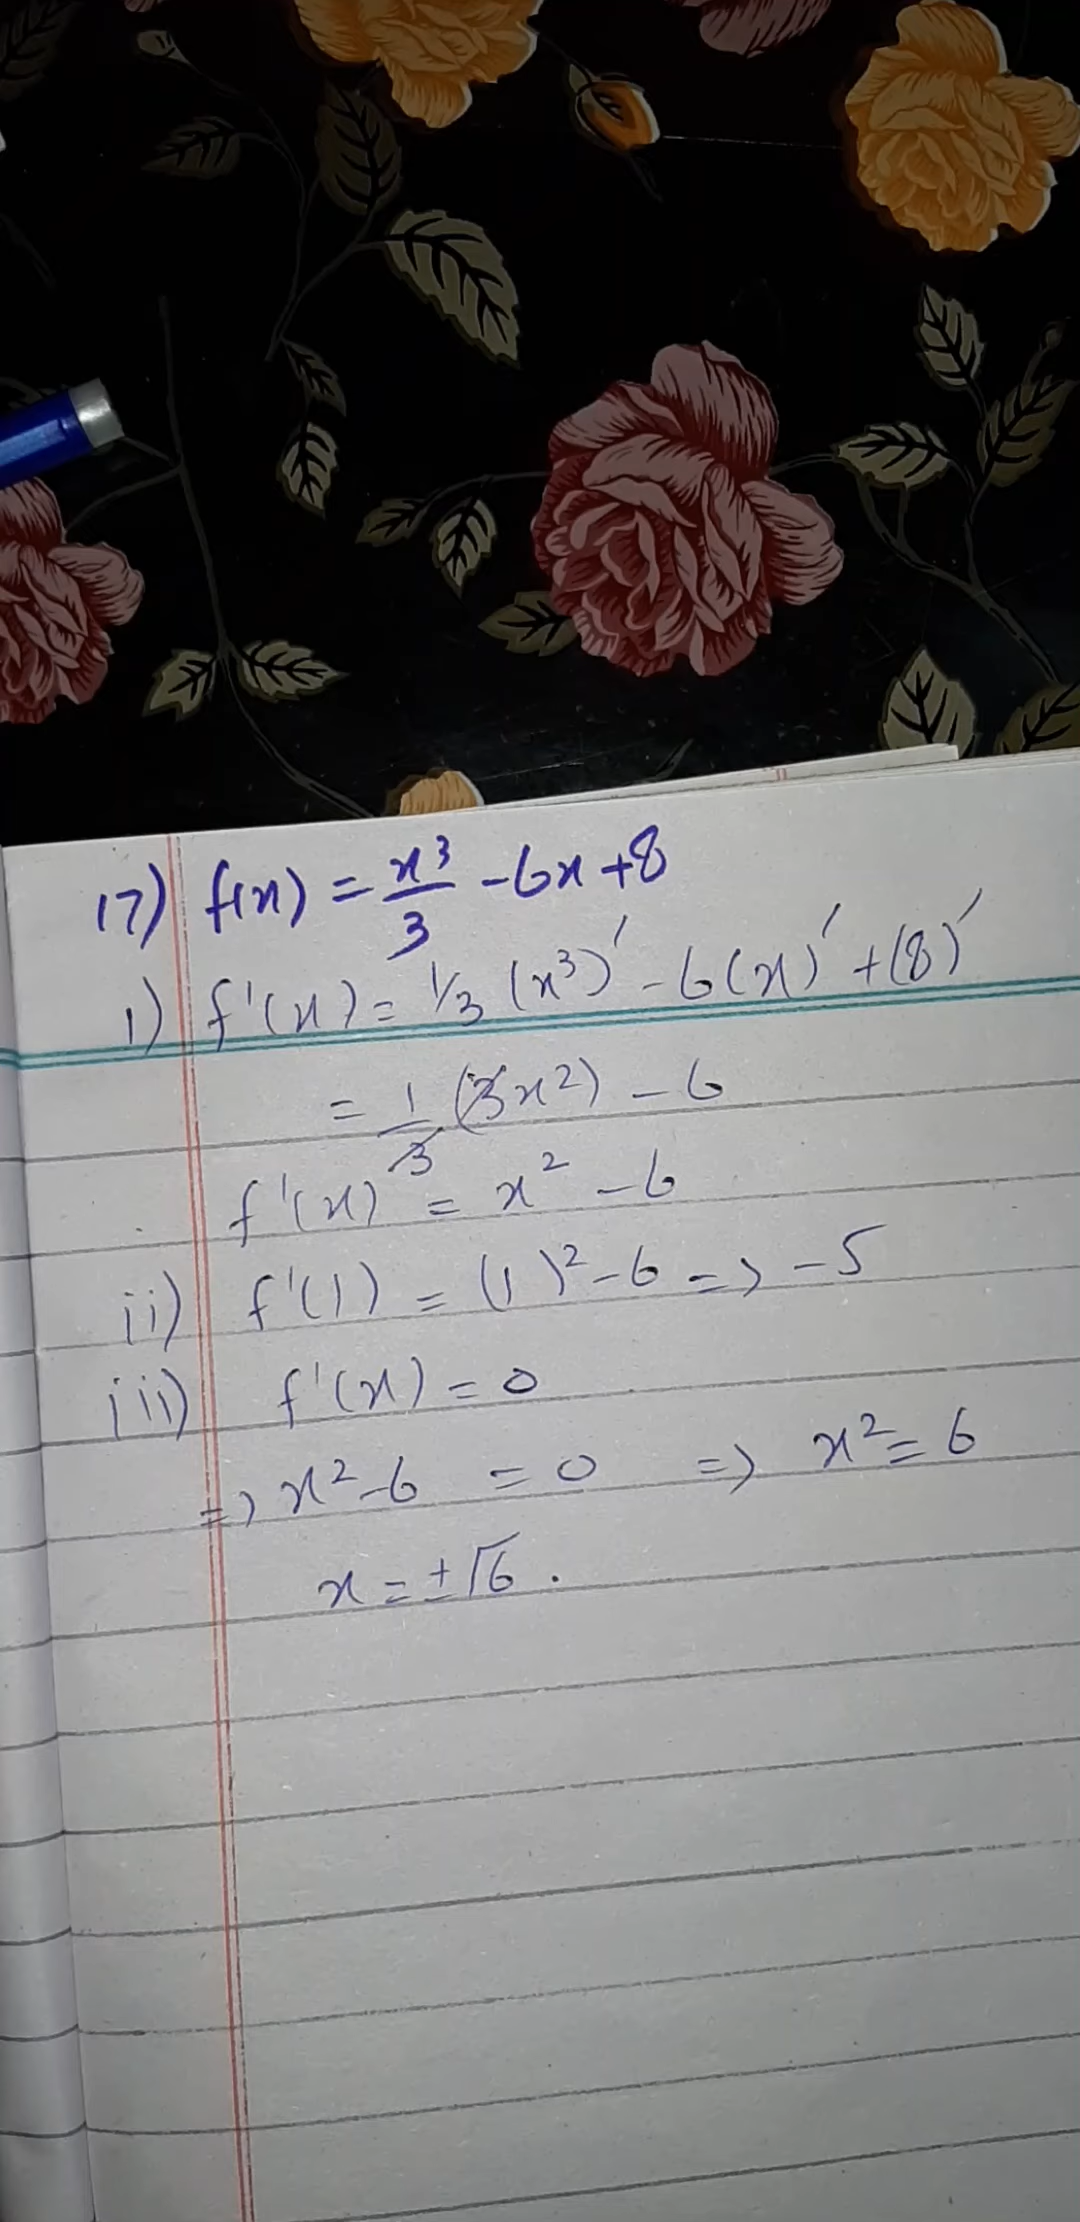 17) f(x) = x³/3 - 6x + 8
i) f'(x) = 1/3 (x³)' - 6(x)' + (8)'
= 1/3 (3x²) - 6
f'(x) = x² - 6
ii) f'(1) = (1)² - 6 => -5
iii) f'(x) = 0
=> x² - 6 = 0 => x² = 6
x = ±√6.